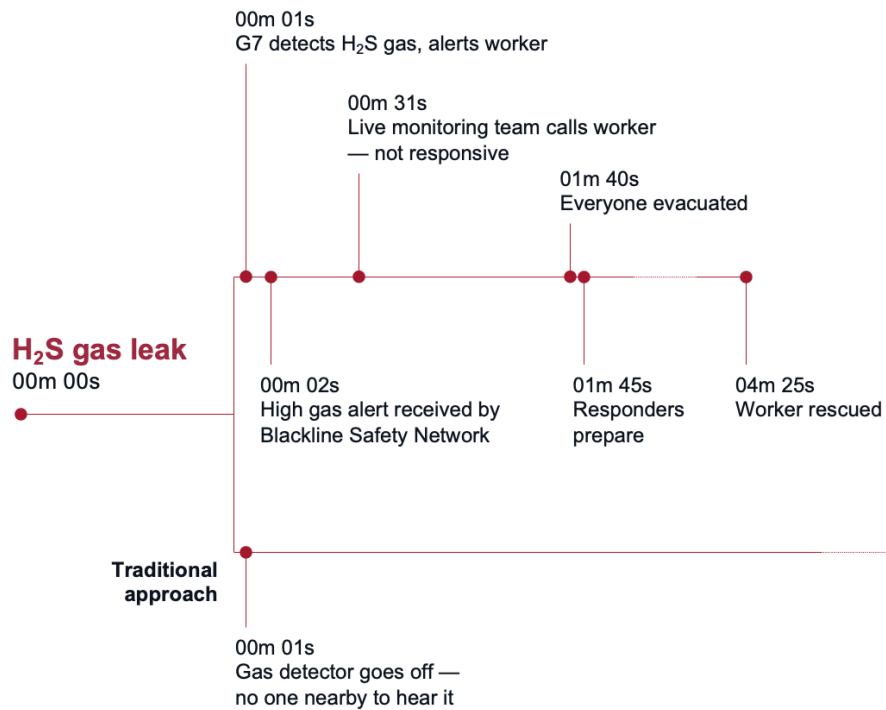 00m 01s
G7 detects H₂S gas, alerts worker
00m 31s
Live monitoring team calls worker
— not responsive
01m 40s
Everyone evacuated
H₂S gas leak
00m 00s
00m 02s
High gas alert received by
Blackline Safety Network
01m 45s
Responders
prepare
04m 25s
Worker rescued
Traditional
approach
00m 01s
Gas detector goes off —
no one nearby to hear it